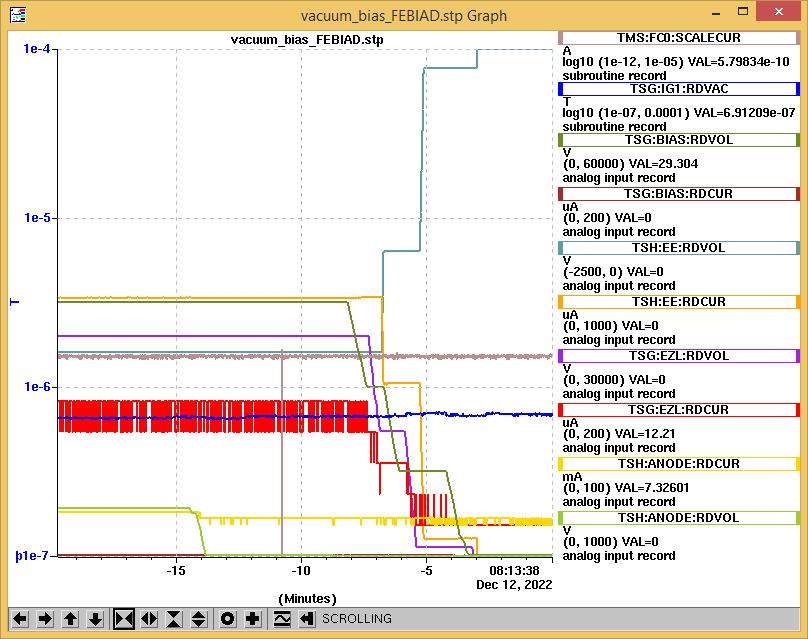 vacuum_bias_FEBIAD.stp Graph
vacuum_bias_FEBIAD.stp
1e-4
1e-5
T
1e-6
1e-7
-15
-10
-5
08:13:38
Dec 12, 2022
(Minutes)
TMS:FC0:SCALECUR
A
log10 (1e-12, 1e-05) VAL=5.79834e-10
subroutine record
TSG:IG1:RDVAC
T
log10 (1e-07, 0.0001) VAL=6.91209e-07
subroutine record
TSG:BIAS:RDVOL
V
(0, 60000) VAL=29.304
analog input record
TSG:BIAS:RDCUR
uA
(0, 200) VAL=0
analog input record
TSH:EE:RDVOL
V
(-2500, 0) VAL=0
analog input record
TSH:EE:RDCUR
uA
(0, 1000) VAL=0
analog input record
TSG:EZL:RDVOL
V
(0, 30000) VAL=0
analog input record
TSG:EZL:RDCUR
uA
(0, 200) VAL=12.21
analog input record
TSH:ANODE:RDCUR
mA
(0, 100) VAL=7.32601
analog input record
TSH:ANODE:RDVOL
V
(0, 1000) VAL=0
analog input record
SCROLLING